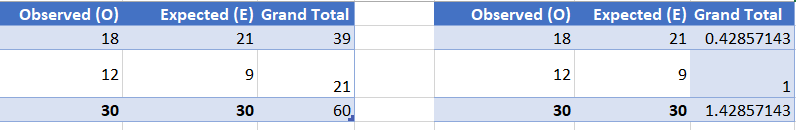 Observed (O) Expected (E) Grand Total Observed (O) Expected (E) Grand Total
18 21 39 18 21 0.42857143
12 9 21 12 9 1
30 30 60 30 30 1.42857143